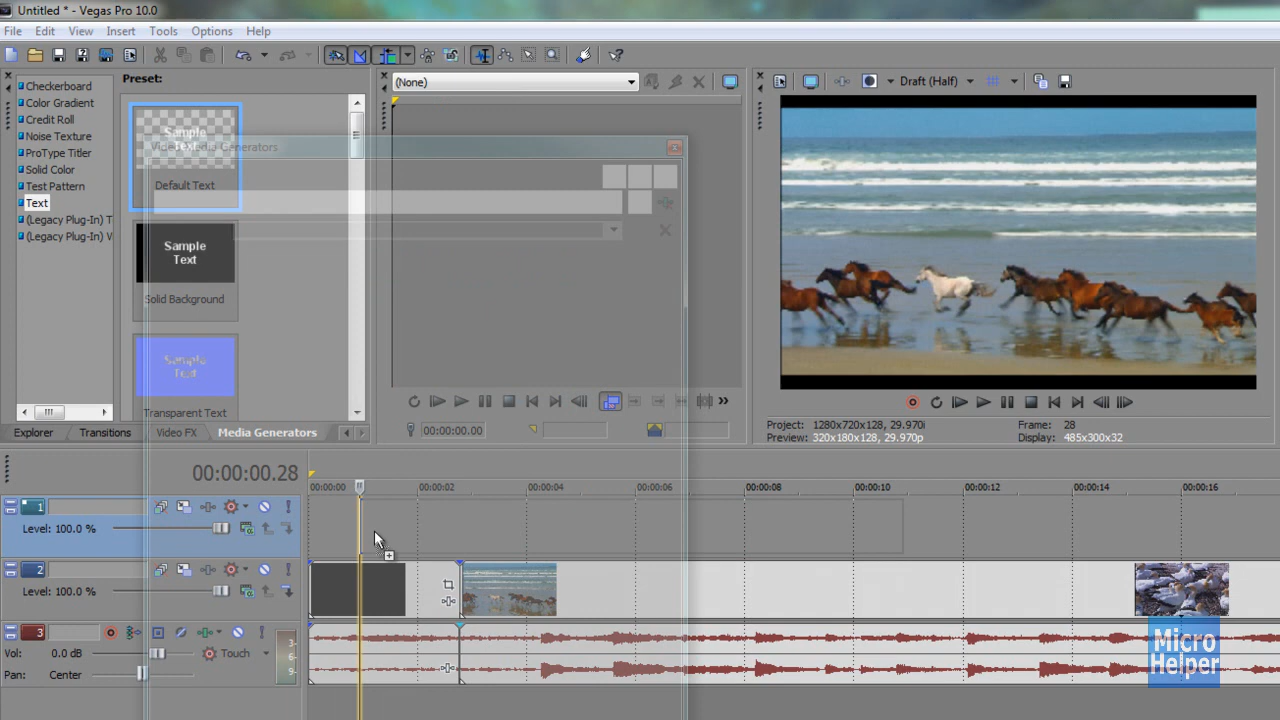 Untitled * - Vegas Pro 10.0
File Edit View Insert Tools Options Help
Checkerboard
Color Gradient
Credit Roll
Noise Texture
ProType Titler
Solid Color
Test Pattern
Text
(Legacy Plug-In) T
(Legacy Plug-In)
Preset:
Sample
Text
Default Text
Sample
Text
Solid Background
Sample
Text
Transparent Text
Video Media Generators
Explorer Transitions Video FX Media Generators
(None)
00:00:00.00
Draft (Half)
Project: 1280x720x128, 29.970i
Preview: 320x180x128, 29.970p
Frame: 28
Display: 485x300x32
00:00:00.28
00:00:00 00:00:02 00:00:04 00:00:06 00:00:08 00:00:10 00:00:12 00:00:14 00:00:16
1
Level: 100.0 %
2
Level: 100.0 %
3
Vol: 0.0 dB Touch
Pan: Center
3-
6-
9-
Micro
Helper